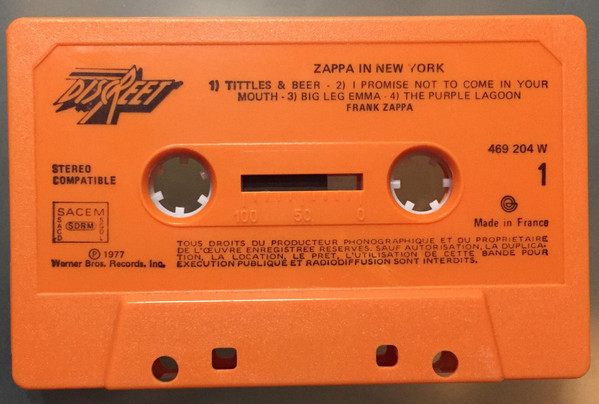 DISCREET
ZAPPA IN NEW YORK
1) TITTLES & BEER - 2) I PROMISE NOT TO COME IN YOUR
MOUTH - 3) BIG LEG EMMA - 4) THE PURPLE LAGOON
FRANK ZAPPA
469 204 W
STEREO
COMPATIBLE
1
100 50 0
SACEM
SACD SDRM SGDL
Made in France
Ⓟ 1977
Warner Bros. Records, Inc.
TOUS DROITS DU PRODUCTEUR PHONOGRAPHIQUE ET DU PROPRIETAIRE
DE L'ŒUVRE ENREGISTREE RESERVES. SAUF AUTORISATION, LA DUPLICA-
TION, LA LOCATION, LE PRET, L'UTILISATION DE CETTE BANDE POUR
EXECUTION PUBLIQUE ET RADIODIFFUSION SONT INTERDITS.